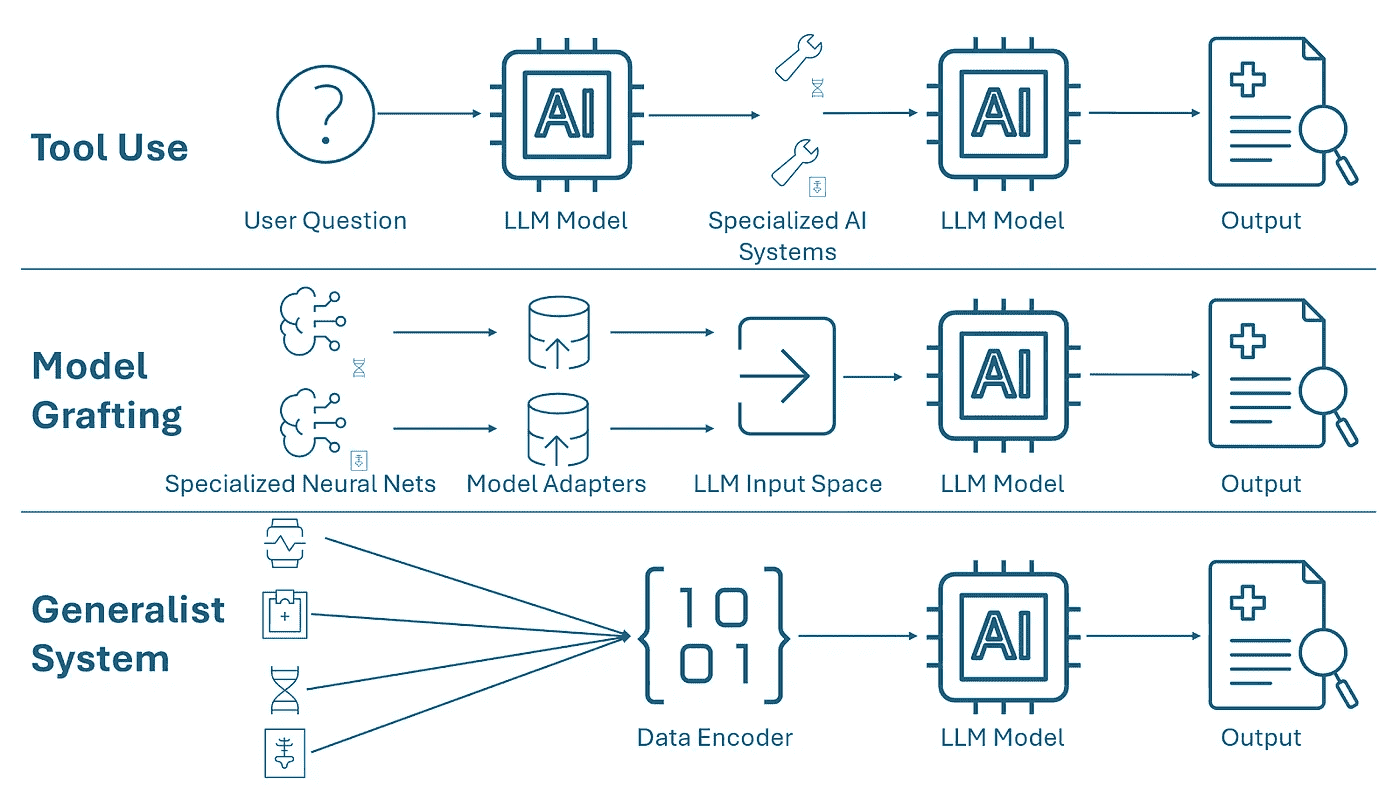 Tool Use
?
AI
AI
User Question
LLM Model
Specialized AI
Systems
LLM Model
Output
Model
Grafting
AI
Specialized Neural Nets
Model Adapters
LLM Input Space
LLM Model
Output
Generalist
System
{10
01}
AI
Data Encoder
LLM Model
Output